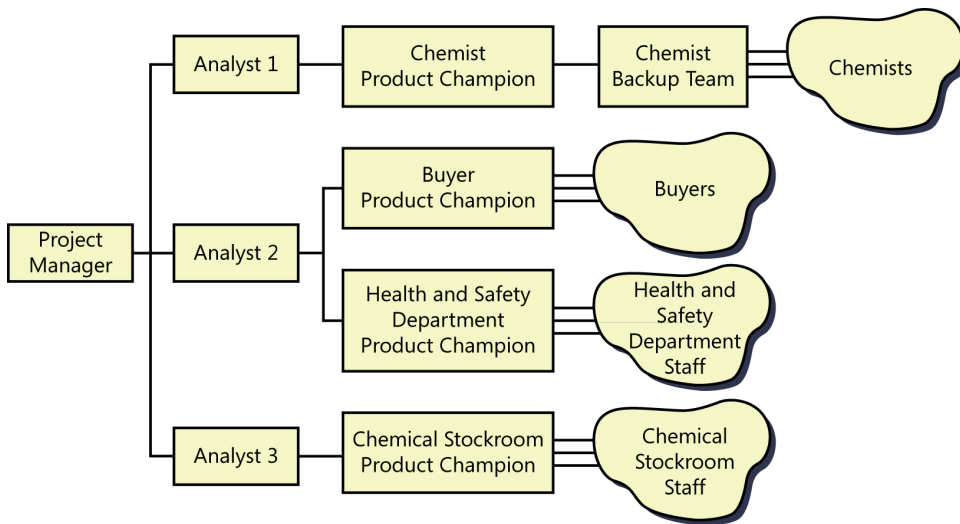 Analyst 1
Chemist
Product Champion
Chemist
Backup Team
Chemists
Buyer
Product Champion
Buyers
Project
Manager
Analyst 2
Health and Safety
Department
Product Champion
Health and
Safety
Department
Staff
Analyst 3
Chemical Stockroom
Product Champion
Chemical
Stockroom
Staff